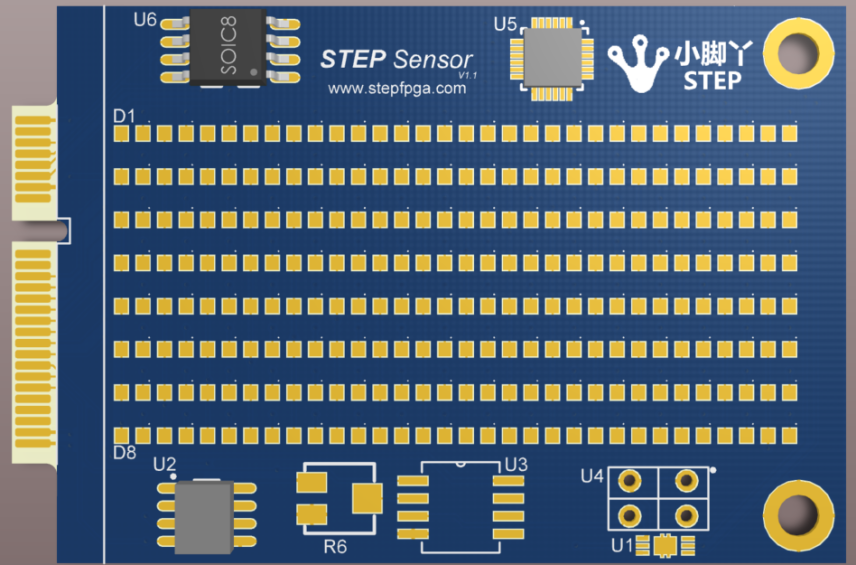 U6
SOIC8
STEP Sensor
V1.1
www.stepfpga.com
U5
小脚丫
STEP
D1
D8
U2
R6
U3
U4
U1